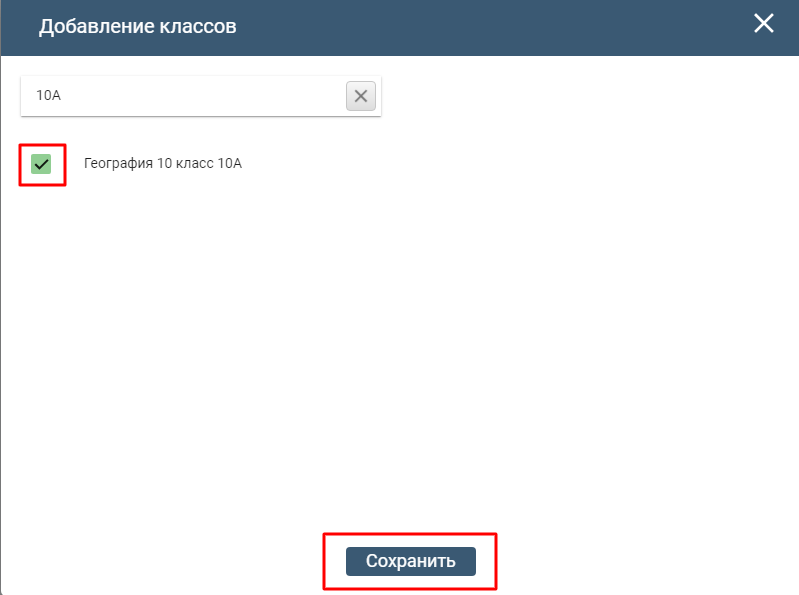 Добавление классов
10А
География 10 класс 10А
Сохранить